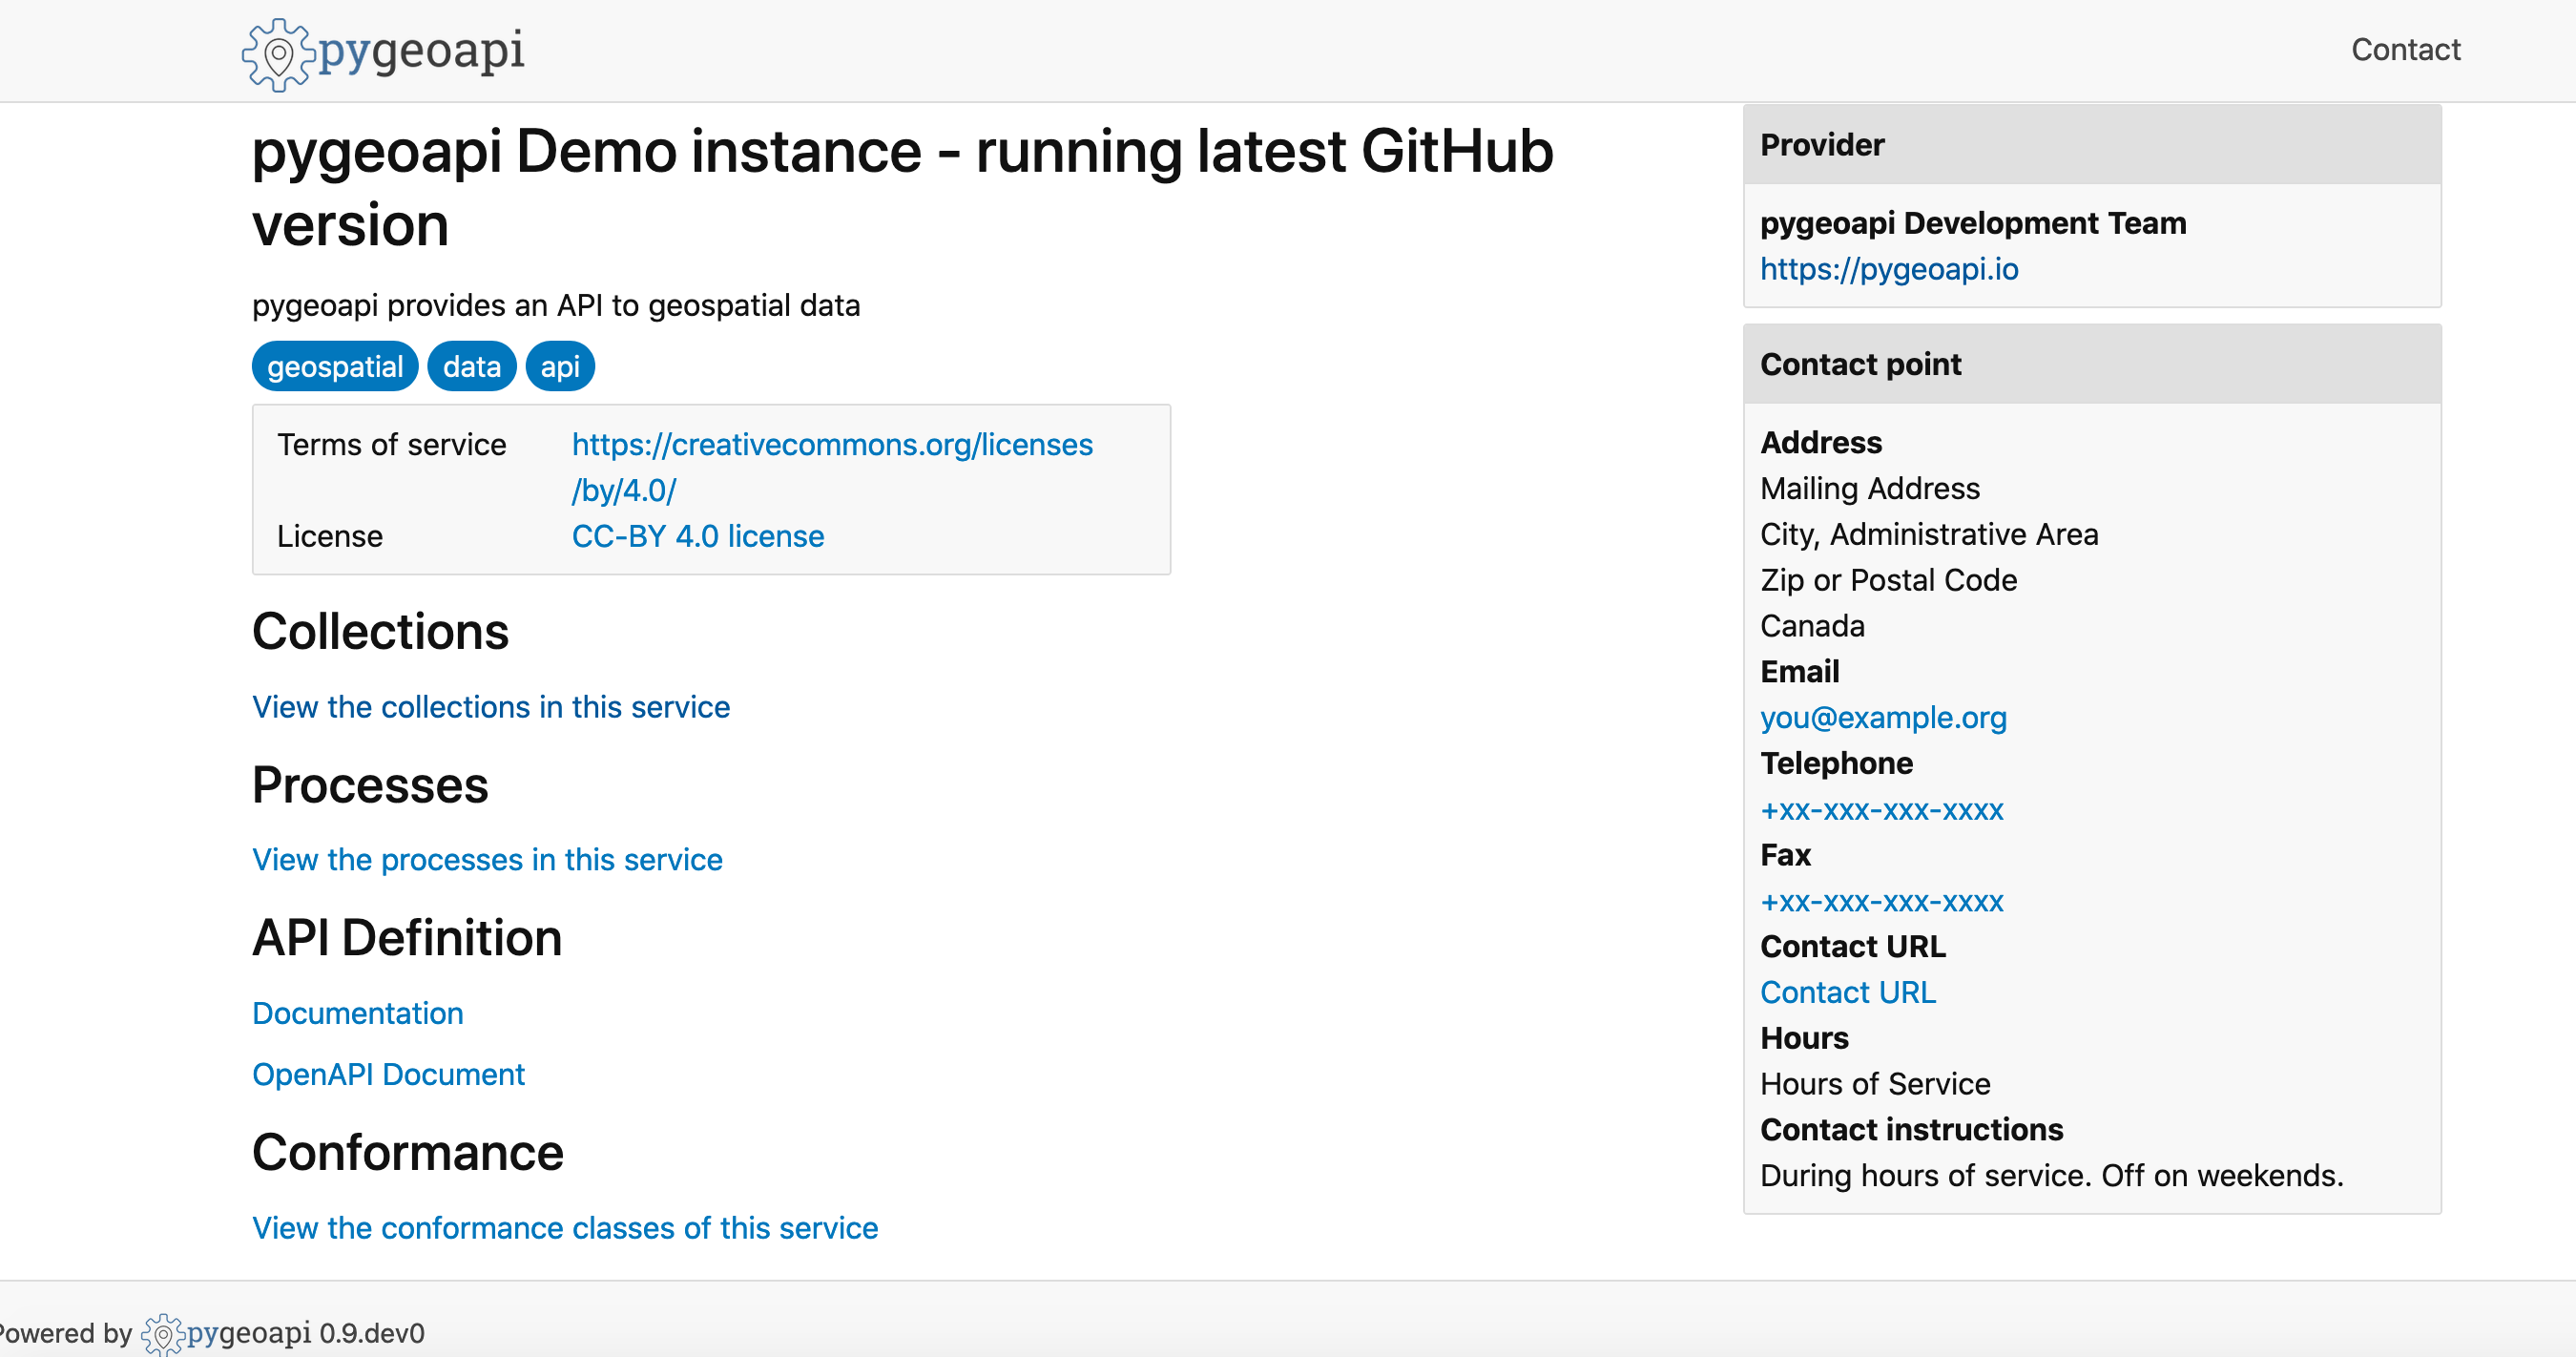 pygeoapi
Contact
pygeoapi Demo instance - running latest GitHub
version
pygeoapi provides an API to geospatial data
geospatial data api
Terms of service https://creativecommons.org/licenses
/by/4.0/
License CC-BY 4.0 license
Collections
View the collections in this service
Processes
View the processes in this service
API Definition
Documentation
OpenAPI Document
Conformance
View the conformance classes of this service
Provider
pygeoapi Development Team
https://pygeoapi.io
Contact point
Address
Mailing Address
City, Administrative Area
Zip or Postal Code
Canada
Email
you@example.org
Telephone
+xx-xxx-xxx-xxxx
Fax
+xx-xxx-xxx-xxxx
Contact URL
Contact URL
Hours
Hours of Service
Contact instructions
During hours of service. Off on weekends.
Powered by pygeoapi 0.9.dev0